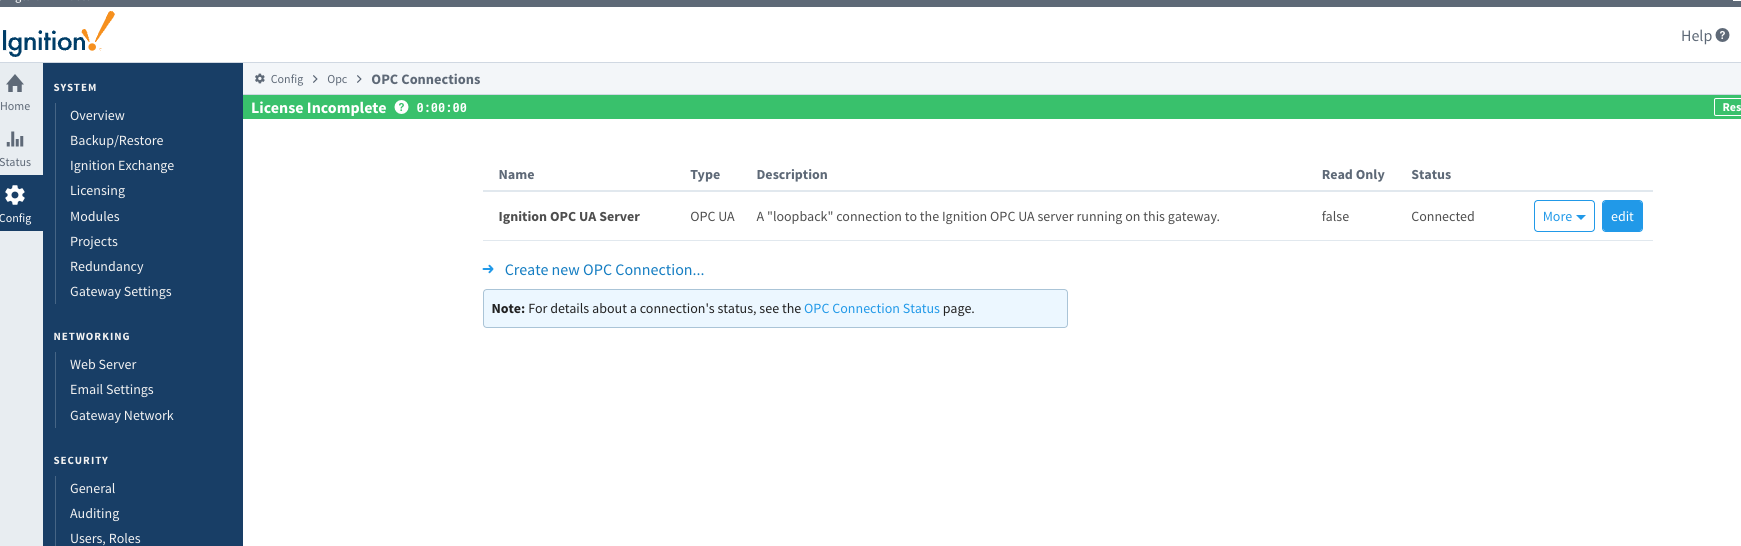 Ignition!
Help ?
Home
Status
Config
SYSTEM
Overview
Backup/Restore
Ignition Exchange
Licensing
Modules
Projects
Redundancy
Gateway Settings
NETWORKING
Web Server
Email Settings
Gateway Network
SECURITY
General
Auditing
Users, Roles
Config > Opc > OPC Connections
License Incomplete ? 0:00:00 Res
Name Type Description Read Only Status
Ignition OPC UA Server OPC UA A "loopback" connection to the Ignition OPC UA server running on this gateway. false Connected More edit
Create new OPC Connection...
Note: For details about a connection's status, see the OPC Connection Status page.